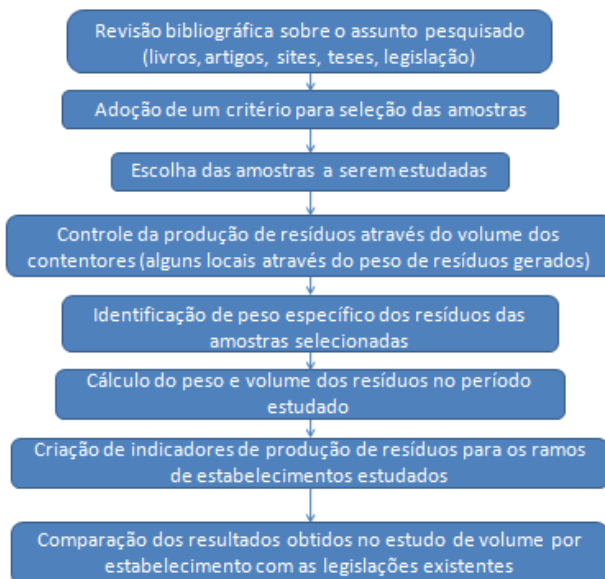 Revisão bibliográfica sobre o assunto pesquisado
(livros, artigos, sites, teses, legislação)
Adoção de um critério para seleção das amostras
Escolha das amostras a serem estudadas
Controle da produção de resíduos através do volume dos
contentores (alguns locais através do peso de resíduos gerados)
Identificação de peso específico dos resíduos das
amostras selecionadas
Cálculo do peso e volume dos resíduos no período
estudado
Criação de indicadores de produção de resíduos para os ramos
de estabelecimentos estudados
Comparação dos resultados obtidos no estudo de volume por
estabelecimento com as legislações existentes